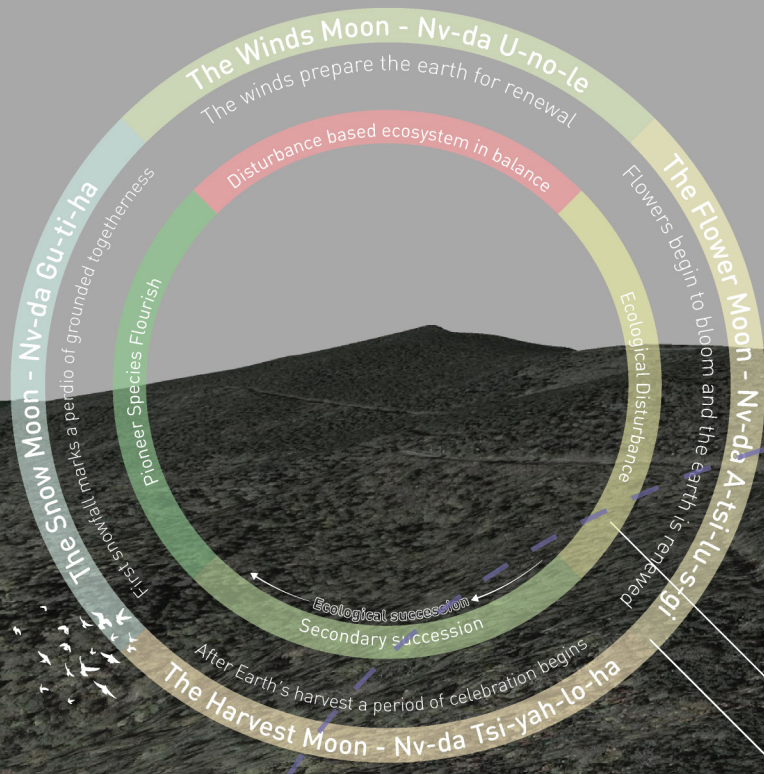 The Winds Moon - Nv-da U-no-le
The winds prepare the earth for renewal
Disturbance based ecosystem in balance
The Flower Moon - Nv-da A-tsi-lu-s-gi
Flowers begin to bloom and the earth is renewed
Ecological Disturbance
The Snow Moon - Nv-da Gu-ti-ha
First snowfall marks a perdio of grounded togetherness
Pioneer Species Flourish
Ecological succession
Secondary succession
After Earth's harvest a period of celebration begins
The Harvest Moon - Nv-da Tsi-yah-lo-ha